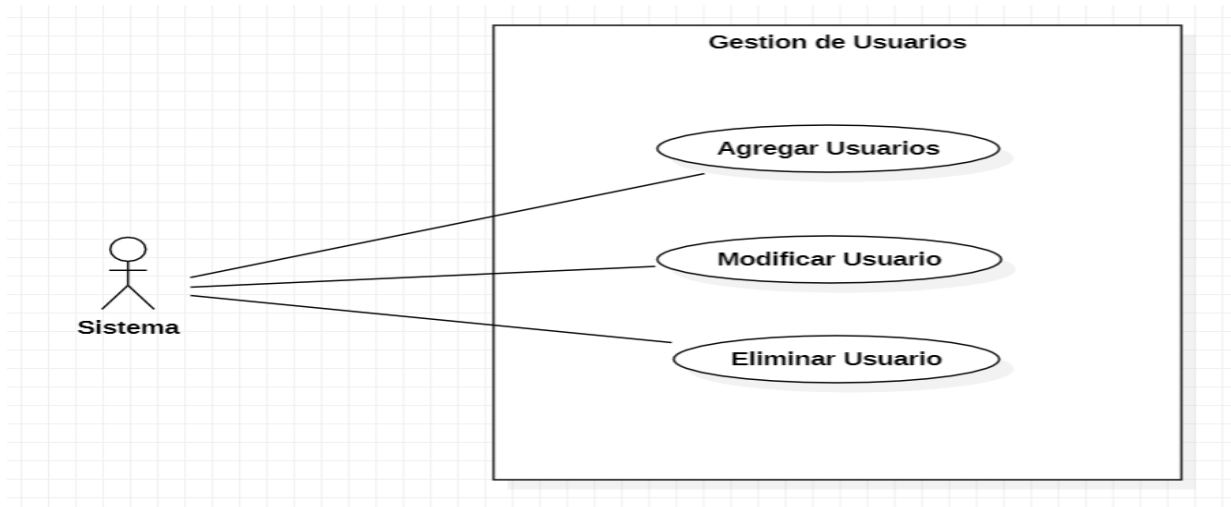 Gestion de Usuarios
Agregar Usuarios
Modificar Usuario
Eliminar Usuario
Sistema